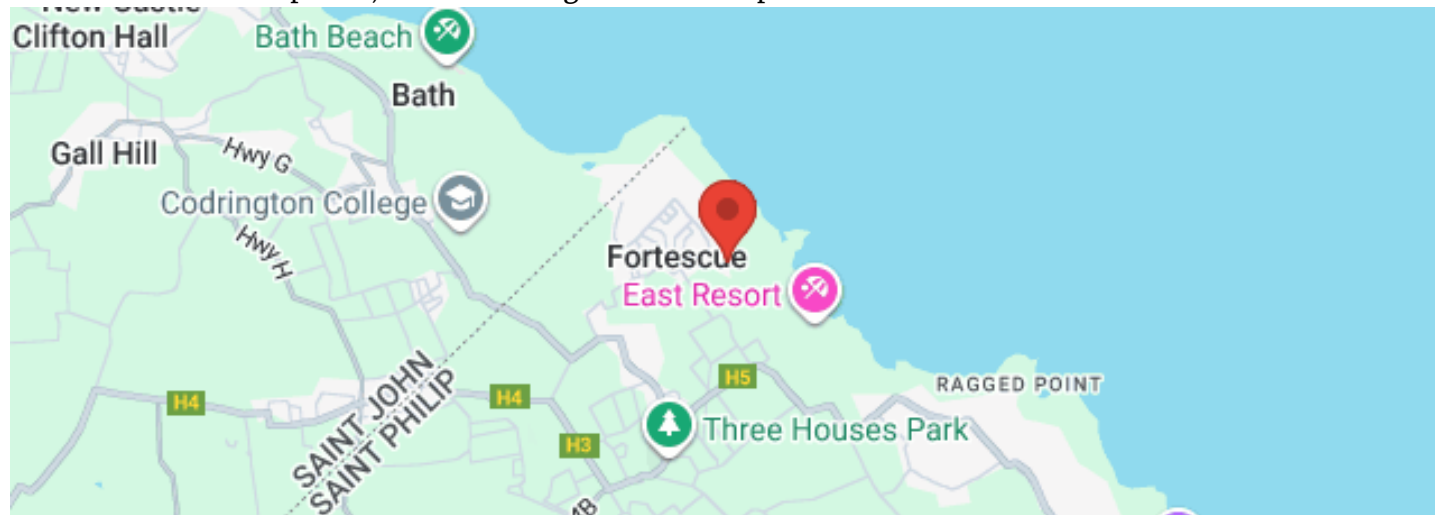 Clifton Hall
Bath Beach
Bath
Gall Hill
Hwy G
Codrington College
Hwy H
Fortescue
East Resort
H5
RAGGED POINT
H4
H4
SAINT JOHN
SAINT PHILIP
Three Houses Park
H3